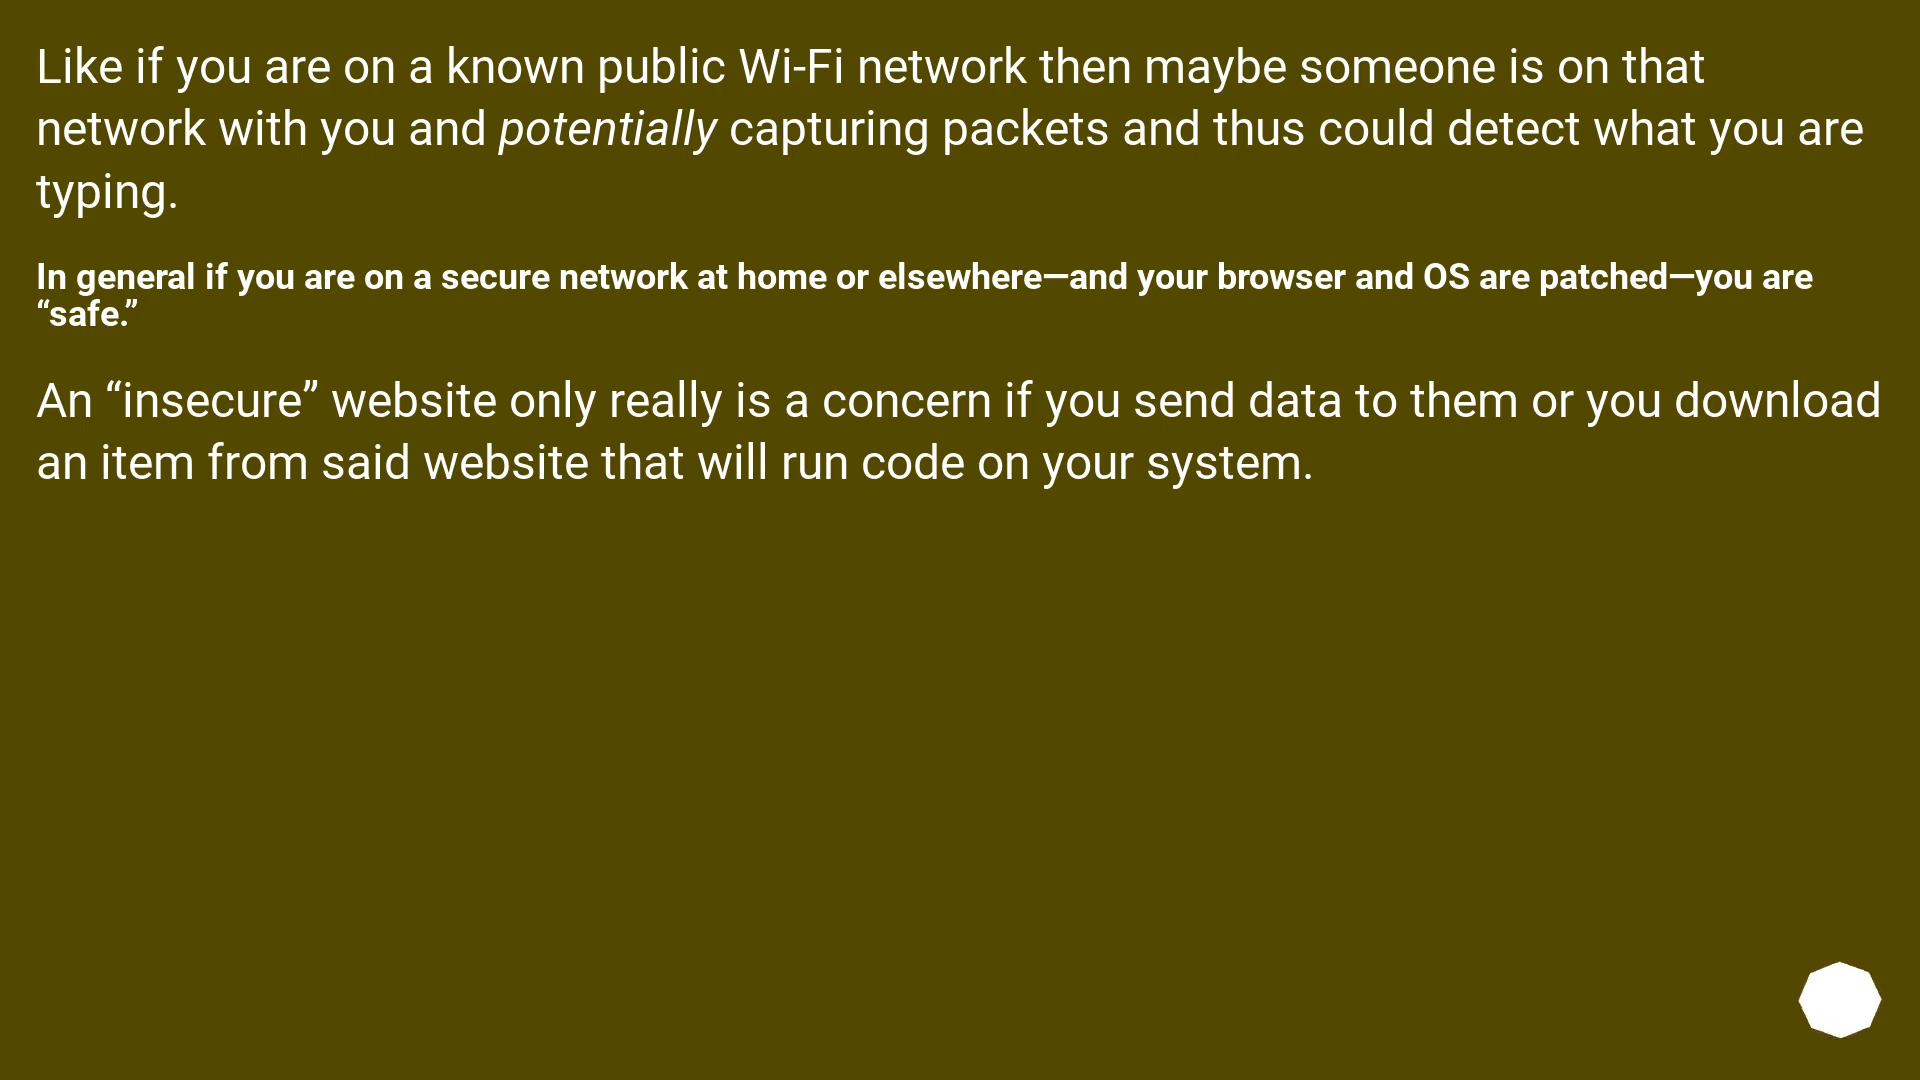 Like if you are on a known public Wi-Fi network then maybe someone is on that
network with you and potentially capturing packets and thus could detect what you are
typing.
In general if you are on a secure network at home or elsewhere—and your browser and OS are patched—you are
“safe.”
An “insecure” website only really is a concern if you send data to them or you download
an item from said website that will run code on your system.